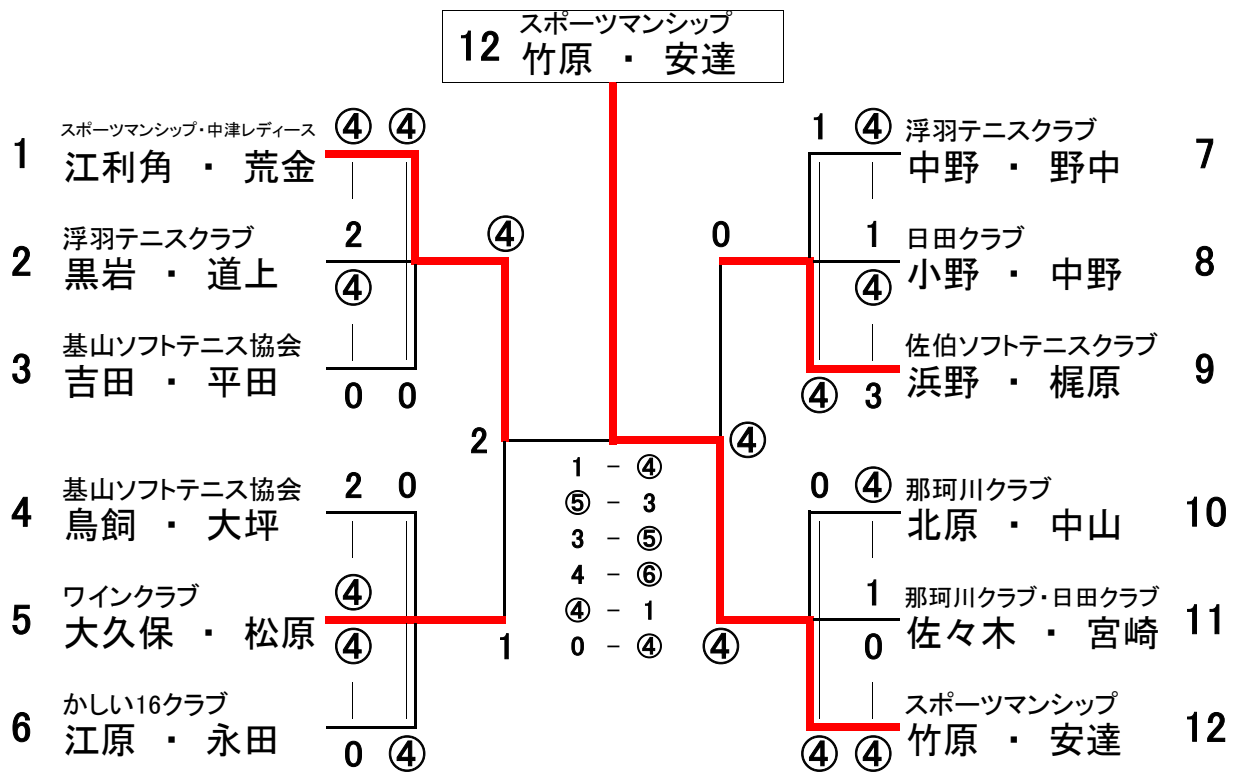 スポーツマンシップ
12 竹原 ・ 安達
スポーツマンシップ・中津レディース ④ ④
1 江利角 ・ 荒金
浮羽テニスクラブ 2 ④
2 黒岩 ・ 道上 ④
基山ソフトテニス協会
3 吉田 ・ 平田 0 0
2
基山ソフトテニス協会 2 0
4 鳥飼 ・ 大坪
ワインクラブ ④
5 大久保 ・ 松原 ④ 1
かしい16クラブ
6 江原 ・ 永田 0 ④
1 － ④
⑤ － 3
3 － ⑤
4 － ⑥
④ － 1
0 － ④
1 ④ 浮羽テニスクラブ
中野 ・ 野中 7
0 1 日田クラブ
④ 小野 ・ 中野 8
佐伯ソフトテニスクラブ
④ 3 浜野 ・ 梶原 9
④
0 ④ 那珂川クラブ
北原 ・ 中山 10
1 那珂川クラブ・日田クラブ
④ 0 佐々木 ・ 宮崎 11
スポーツマンシップ
④ ④ 竹原 ・ 安達 12